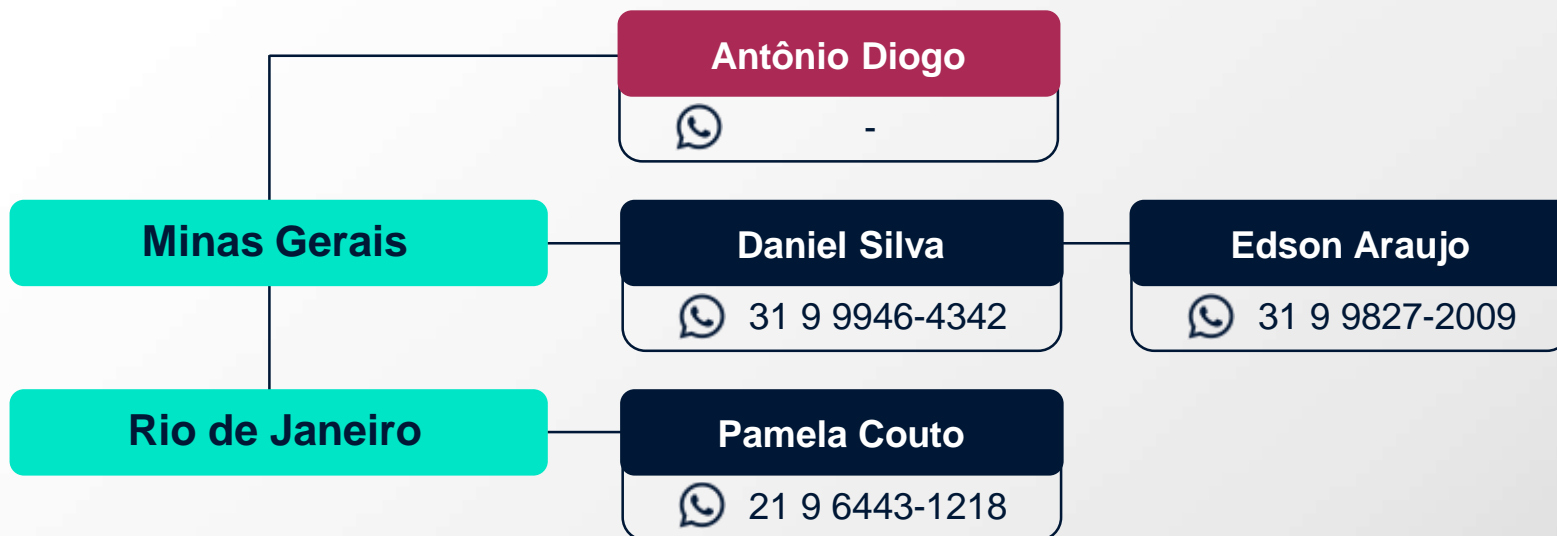 Antônio Diogo
-
Minas Gerais
Daniel Silva
Edson Araujo
31 9 9946-4342
31 9 9827-2009
Rio de Janeiro
Pamela Couto
21 9 6443-1218